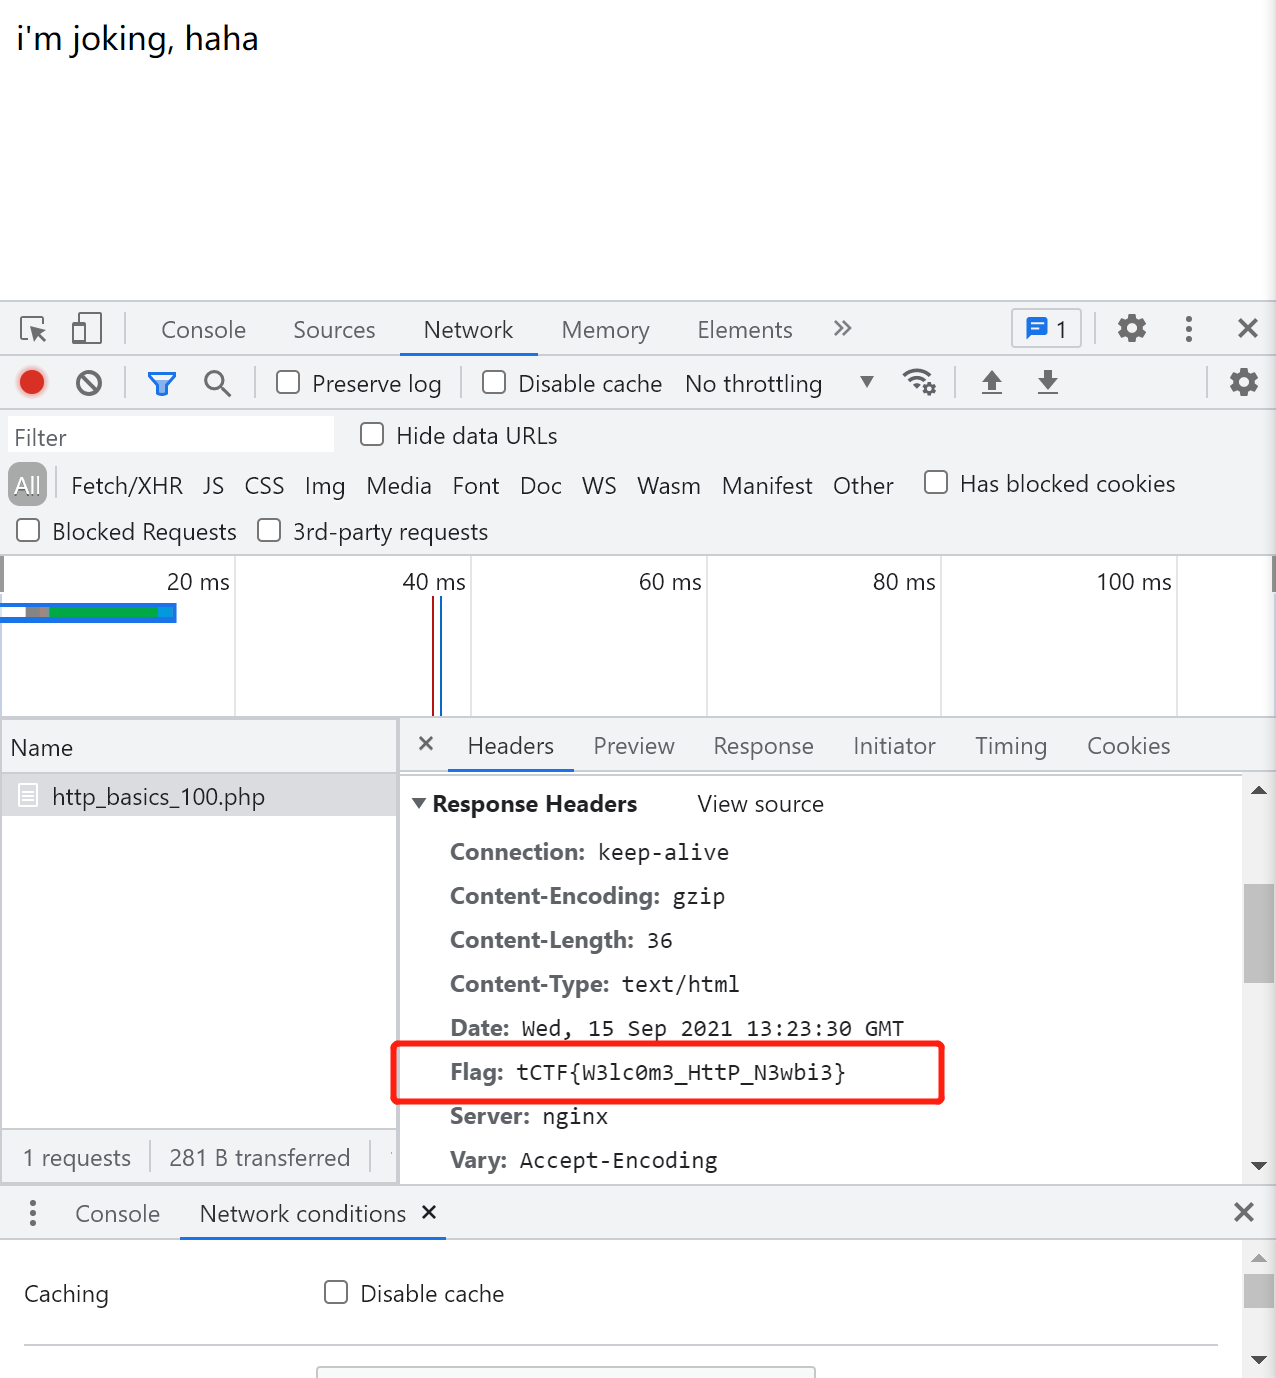 i'm joking, haha
Console Sources Network Memory Elements 1
Preserve log Disable cache No throttling
Filter Hide data URLs
All Fetch/XHR JS CSS Img Media Font Doc WS Wasm Manifest Other Has blocked cookies
Blocked Requests 3rd-party requests
20 ms 40 ms 60 ms 80 ms 100 ms
Name
http_basics_100.php
1 requests 281 B transferred
Headers Preview Response Initiator Timing Cookies
Response Headers View source
Connection: keep-alive
Content-Encoding: gzip
Content-Length: 36
Content-Type: text/html
Date: Wed, 15 Sep 2021 13:23:30 GMT
Flag: tCTF{W3lc0m3_HttP_N3wbi3}
Server: nginx
Vary: Accept-Encoding
Console Network conditions
Caching Disable cache